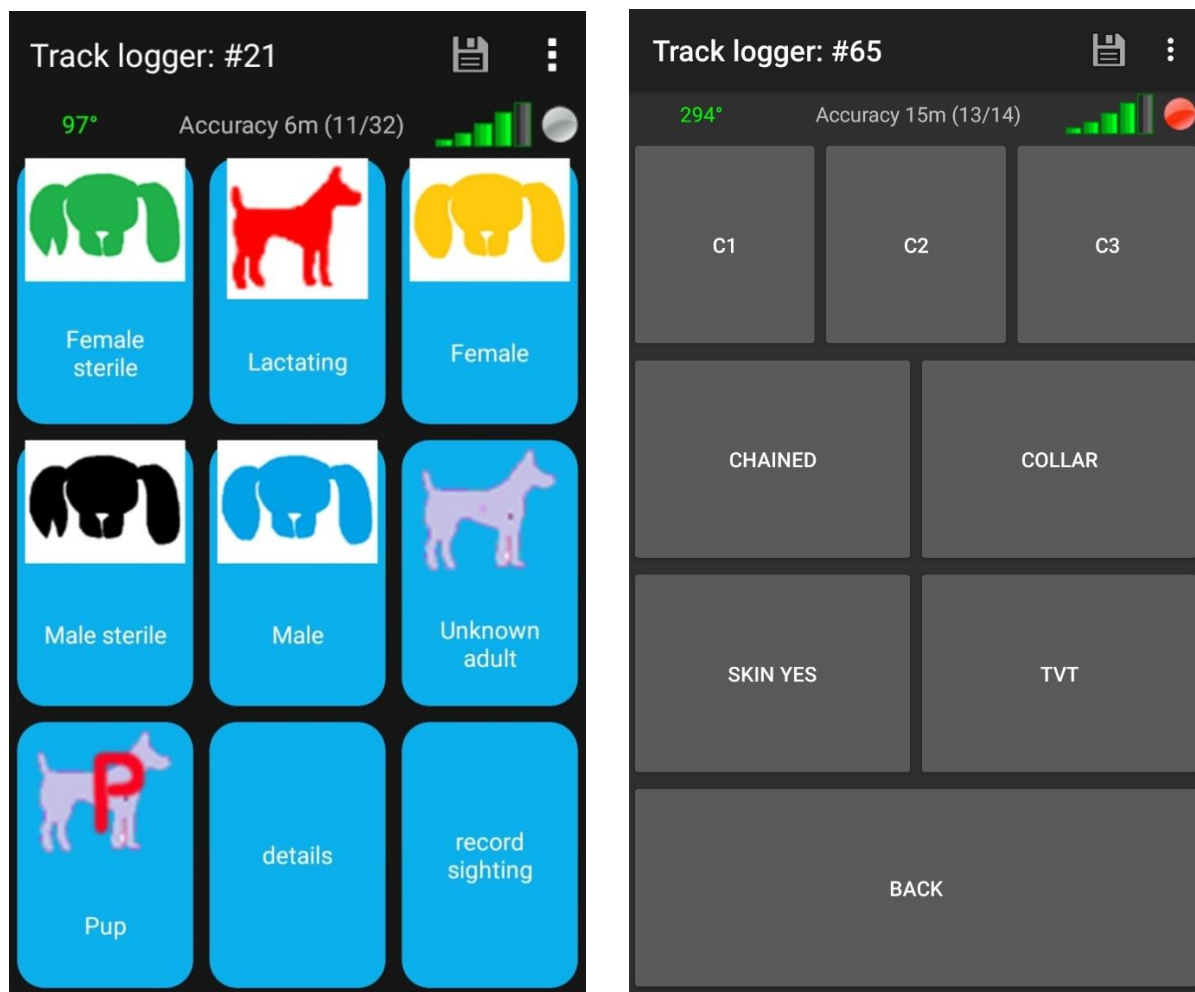 Track logger: #21
97°
Accuracy 6m (11/32)
Female
sterile
Lactating
Female
Male sterile
Male
Unknown
adult
P
Pup
details
record
sighting
Track logger: #65
294°
Accuracy 15m (13/14)
C1
C2
C3
CHAINED
COLLAR
SKIN YES
TVT
BACK